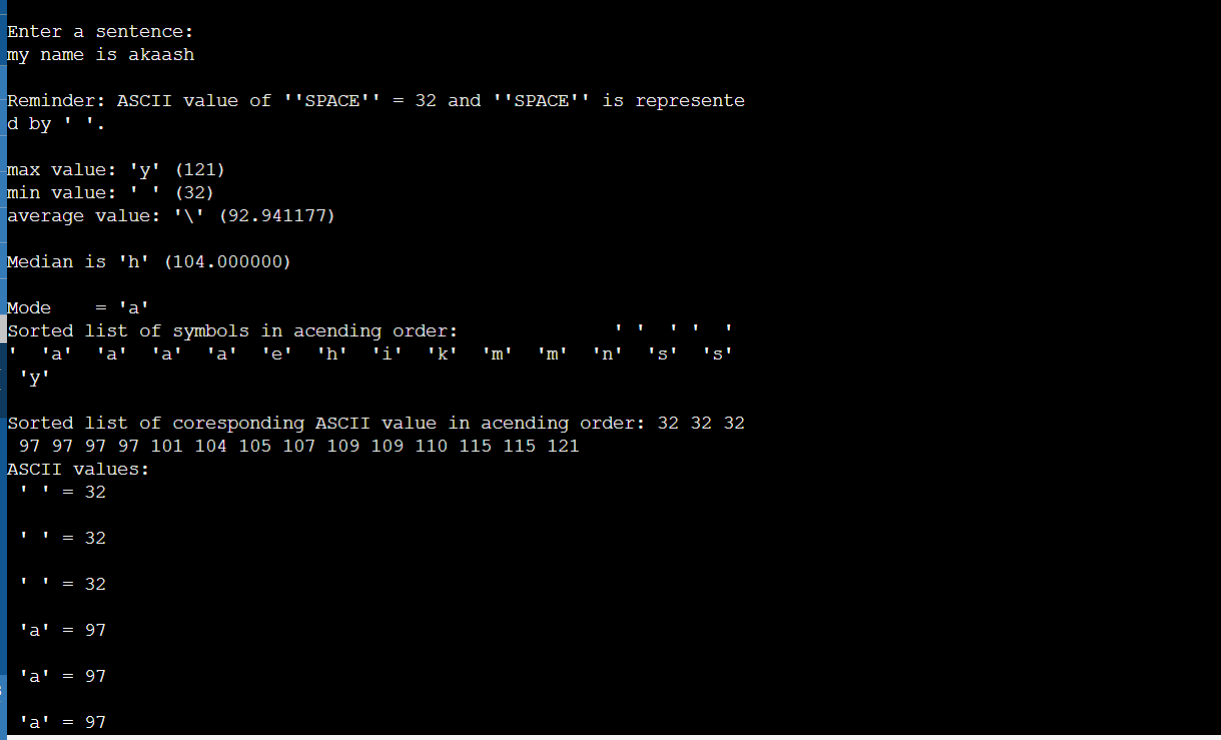 Enter a sentence:
my name is akaash
Reminder: ASCII value of ''SPACE'' = 32 and ''SPACE'' is represente
d by ' '.
max value: 'y' (121)
min value: ' ' (32)
average value: '\' (92.941177)
Median is 'h' (104.000000)
Mode    = 'a'
Sorted list of symbols in acending order:              ' '  ' '  '
'  'a'  'a'  'a'  'a'  'e'  'h'  'i'  'k'  'm'  'm'  'n'  's'  's'
 'y'
Sorted list of coresponding ASCII value in acending order: 32 32 32
 97 97 97 97 101 104 105 107 109 109 110 115 115 121
ASCII values:
 ' ' = 32
 ' ' = 32
 ' ' = 32
 'a' = 97
 'a' = 97
 'a' = 97